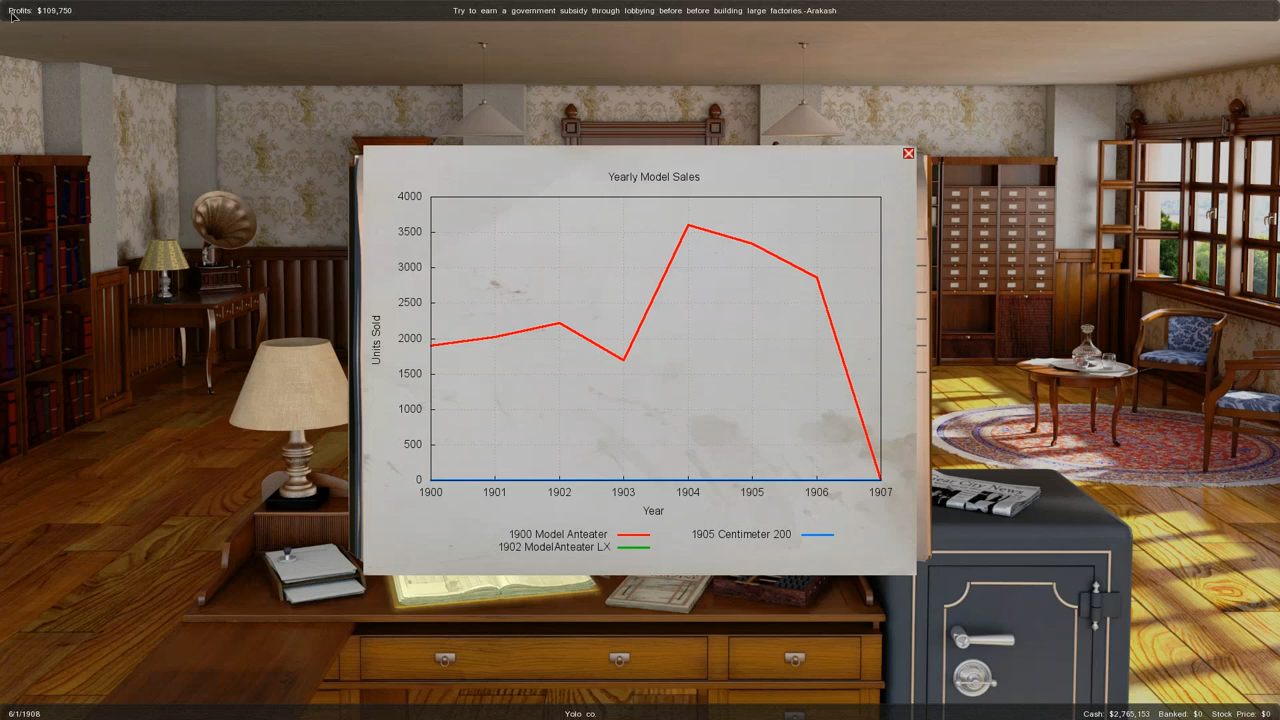 Profits: $109,750
Try to earn a government subsidy through lobbying before before building large factories.-Arakash
Yearly Model Sales
4000
3500
3000
2500
2000
1500
1000
500
0
Units Sold
1900 1901 1902 1903 1904 1905 1906 1907
Year
1900 Model Anteater
1905 Centimeter 200
1902 ModelAnteater LX
City News
6/1/1908
Yolo co.
Cash: $2,765,153 Banked: $0 Stock Price: $0